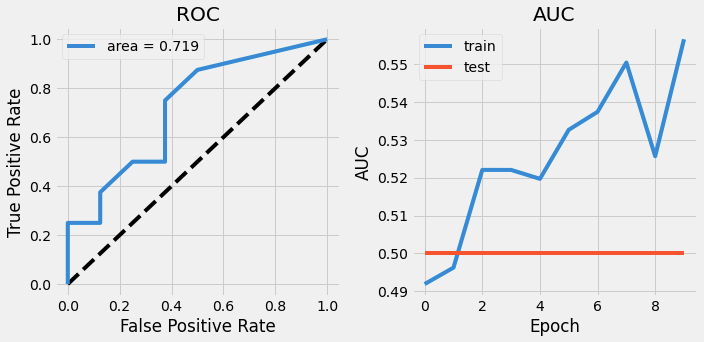 ROC
area = 0.719
True Positive Rate
1.0
0.8
0.6
0.4
0.2
0.0
0.0 0.2 0.4 0.6 0.8 1.0
False Positive Rate
AUC
train
test
AUC
0.55
0.54
0.53
0.52
0.51
0.50
0.49
0 2 4 6 8
Epoch